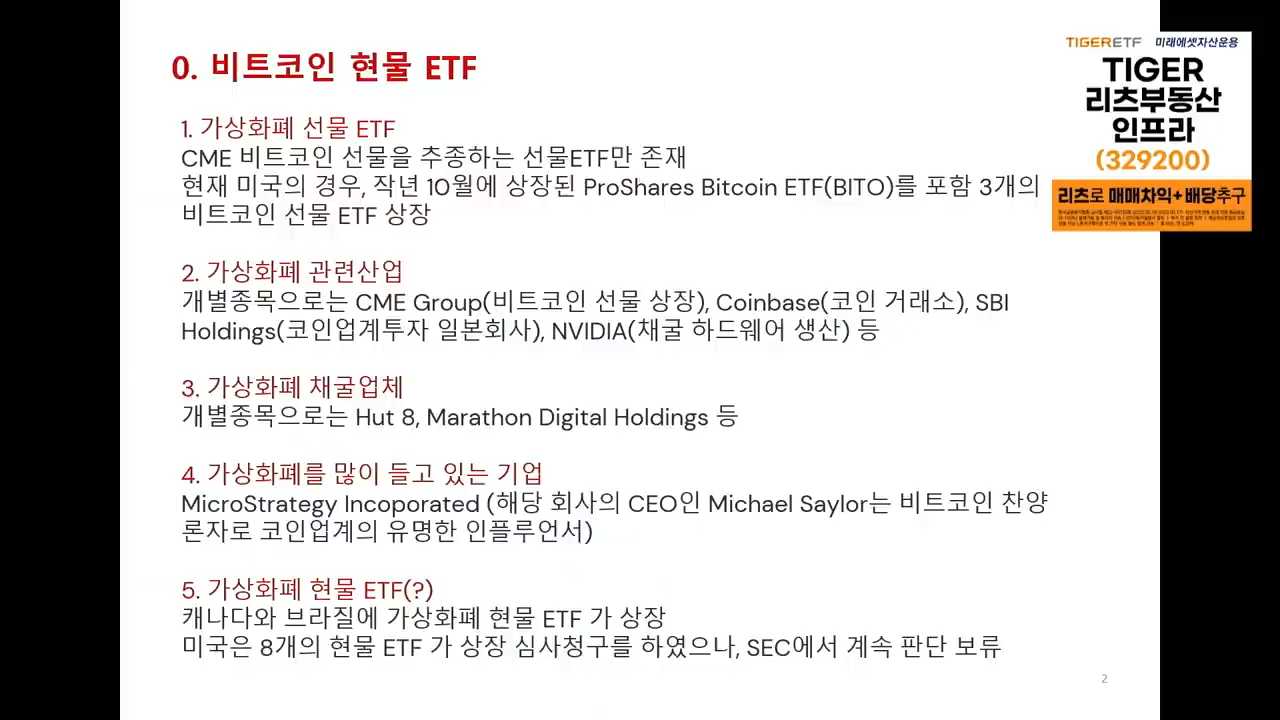 0. 비트코인 현물 ETF
1. 가상화폐 선물 ETF
CME 비트코인 선물을 추종하는 선물ETF만 존재
현재 미국의 경우, 작년 10월에 상장된 ProShares Bitcoin ETF(BITO)를 포함 3개의
비트코인 선물 ETF 상장
2. 가상화폐 관련산업
개별종목으로는 CME Group(비트코인 선물 상장), Coinbase(코인 거래소), SBI
Holdings(코인업계투자 일본회사), NVIDIA(채굴 하드웨어 생산) 등
3. 가상화폐 채굴업체
개별종목으로는 Hut 8, Marathon Digital Holdings 등
4. 가상화폐를 많이 들고 있는 기업
MicroStrategy Incoporated (해당 회사의 CEO인 Michael Saylor는 비트코인 찬양
론자로 코인업계의 유명한 인플루언서)
5. 가상화폐 현물 ETF(?)
캐나다와 브라질에 가상화폐 현물 ETF 가 상장
미국은 8개의 현물 ETF 가 상장 심사청구를 하였으나, SEC에서 계속 판단 보류
2
TIGERETF 미래에셋자산운용
TIGER
리츠부동산
인프라
(329200)
리츠로 매매차익+배당추구